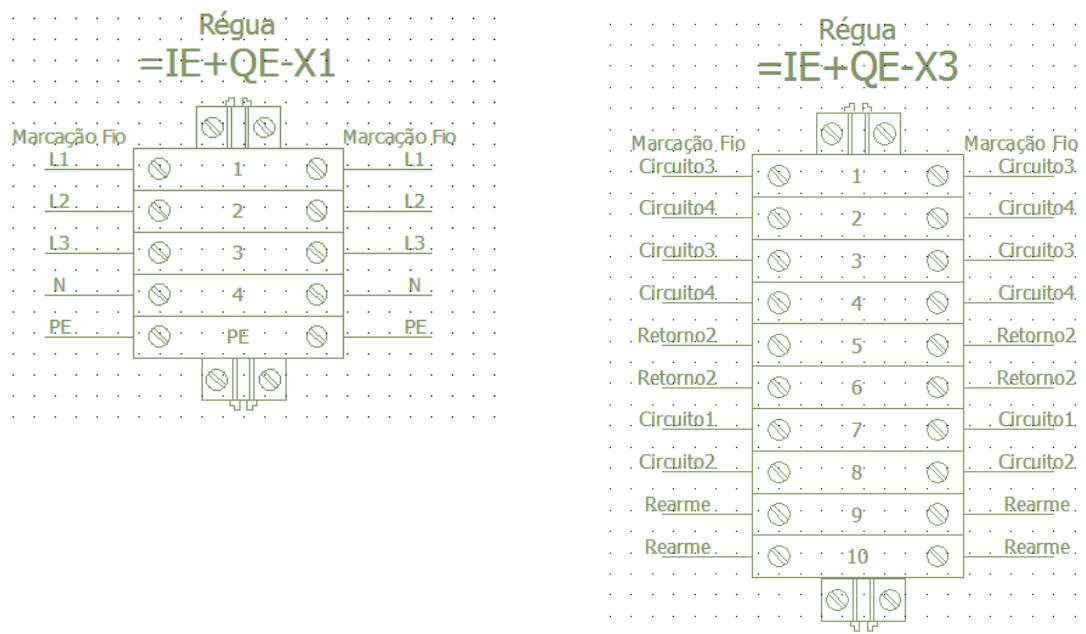 Régua
=IE+QE-X1
Marcação Fio Marcação Fio
L1 1 L1
L2 2 L2
L3 3 L3
N 4 N
PE PE PE
Régua
=IE+QE-X3
Marcação Fio Marcação Fio
Circuito3 1 Circuito3
Circuito4 2 Circuito4
Circuito3 3 Circuito3
Circuito4 4 Circuito4
Retorno2 5 Retorno2
Retorno2 6 Retorno2
Circuito1 7 Circuito1
Circuito2 8 Circuito2
Rearme 9 Rearme
Rearme 10 Rearme